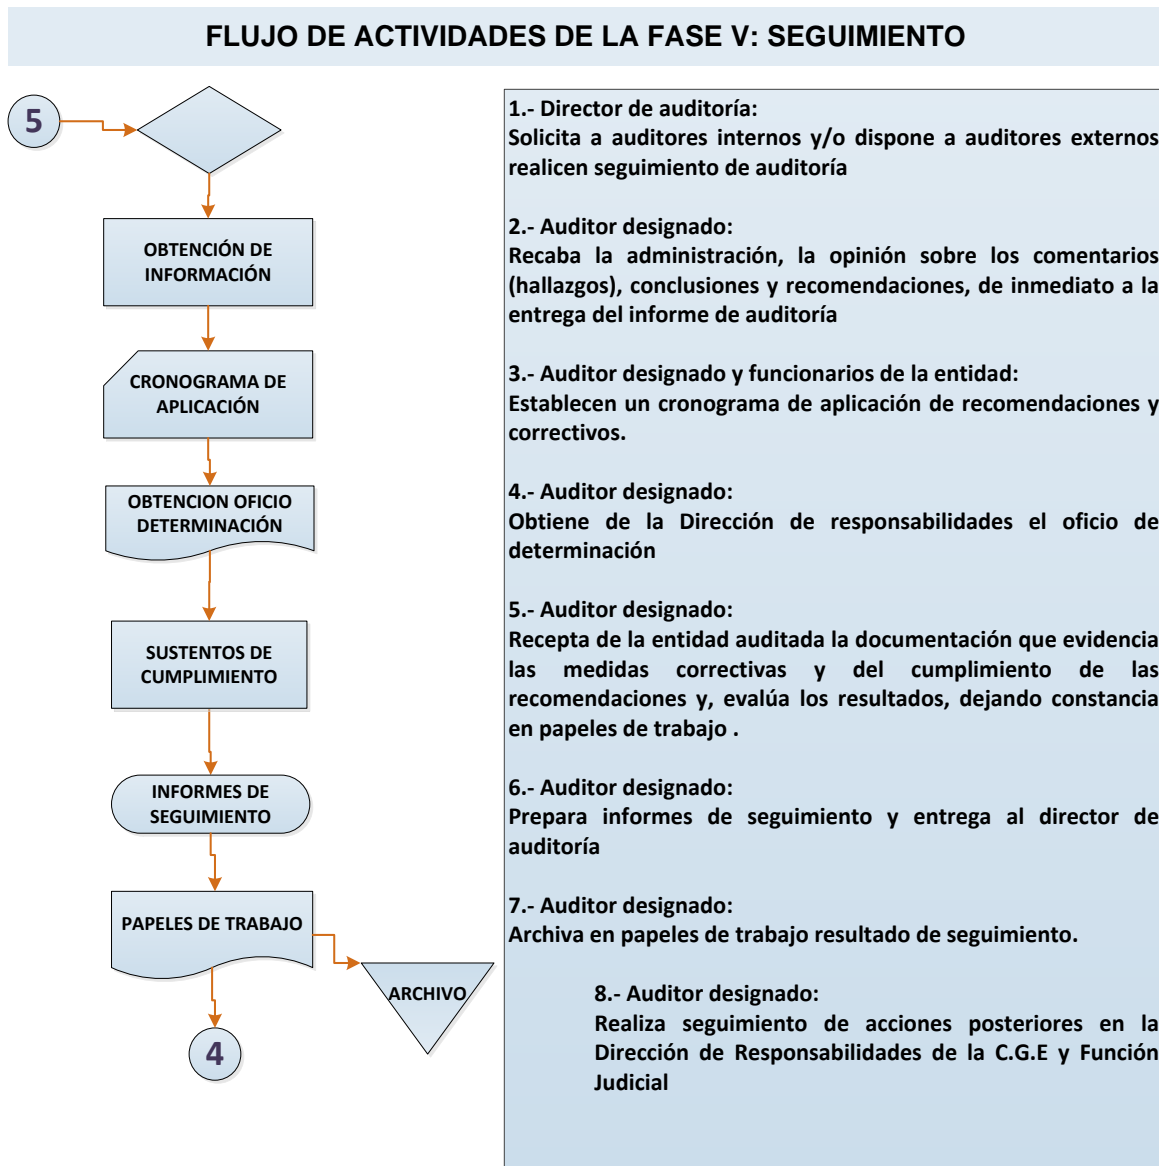 FLUJO DE ACTIVIDADES DE LA FASE V: SEGUIMIENTO
5
OBTENCIÓN DE
INFORMACIÓN
CRONOGRAMA DE
APLICACIÓN
OBTENCION OFICIO
DETERMINACIÓN
SUSTENTOS DE
CUMPLIMIENTO
INFORMES DE
SEGUIMIENTO
PAPELES DE TRABAJO
ARCHIVO
4
1.- Director de auditoría:
Solicita a auditores internos y/o dispone a auditores externos
realicen seguimiento de auditoría
2.- Auditor designado:
Recaba la administración, la opinión sobre los comentarios
(hallazgos), conclusiones y recomendaciones, de inmediato a la
entrega del informe de auditoría
3.- Auditor designado y funcionarios de la entidad:
Establecen un cronograma de aplicación de recomendaciones y
correctivos.
4.- Auditor designado:
Obtiene de la Dirección de responsabilidades el oficio de
determinación
5.- Auditor designado:
Recepta de la entidad auditada la documentación que evidencia
las medidas correctivas y del cumplimiento de las
recomendaciones y, evalúa los resultados, dejando constancia
en papeles de trabajo .
6.- Auditor designado:
Prepara informes de seguimiento y entrega al director de
auditoría
7.- Auditor designado:
Archiva en papeles de trabajo resultado de seguimiento.
8.- Auditor designado:
Realiza seguimiento de acciones posteriores en la
Dirección de Responsabilidades de la C.G.E y Función
Judicial